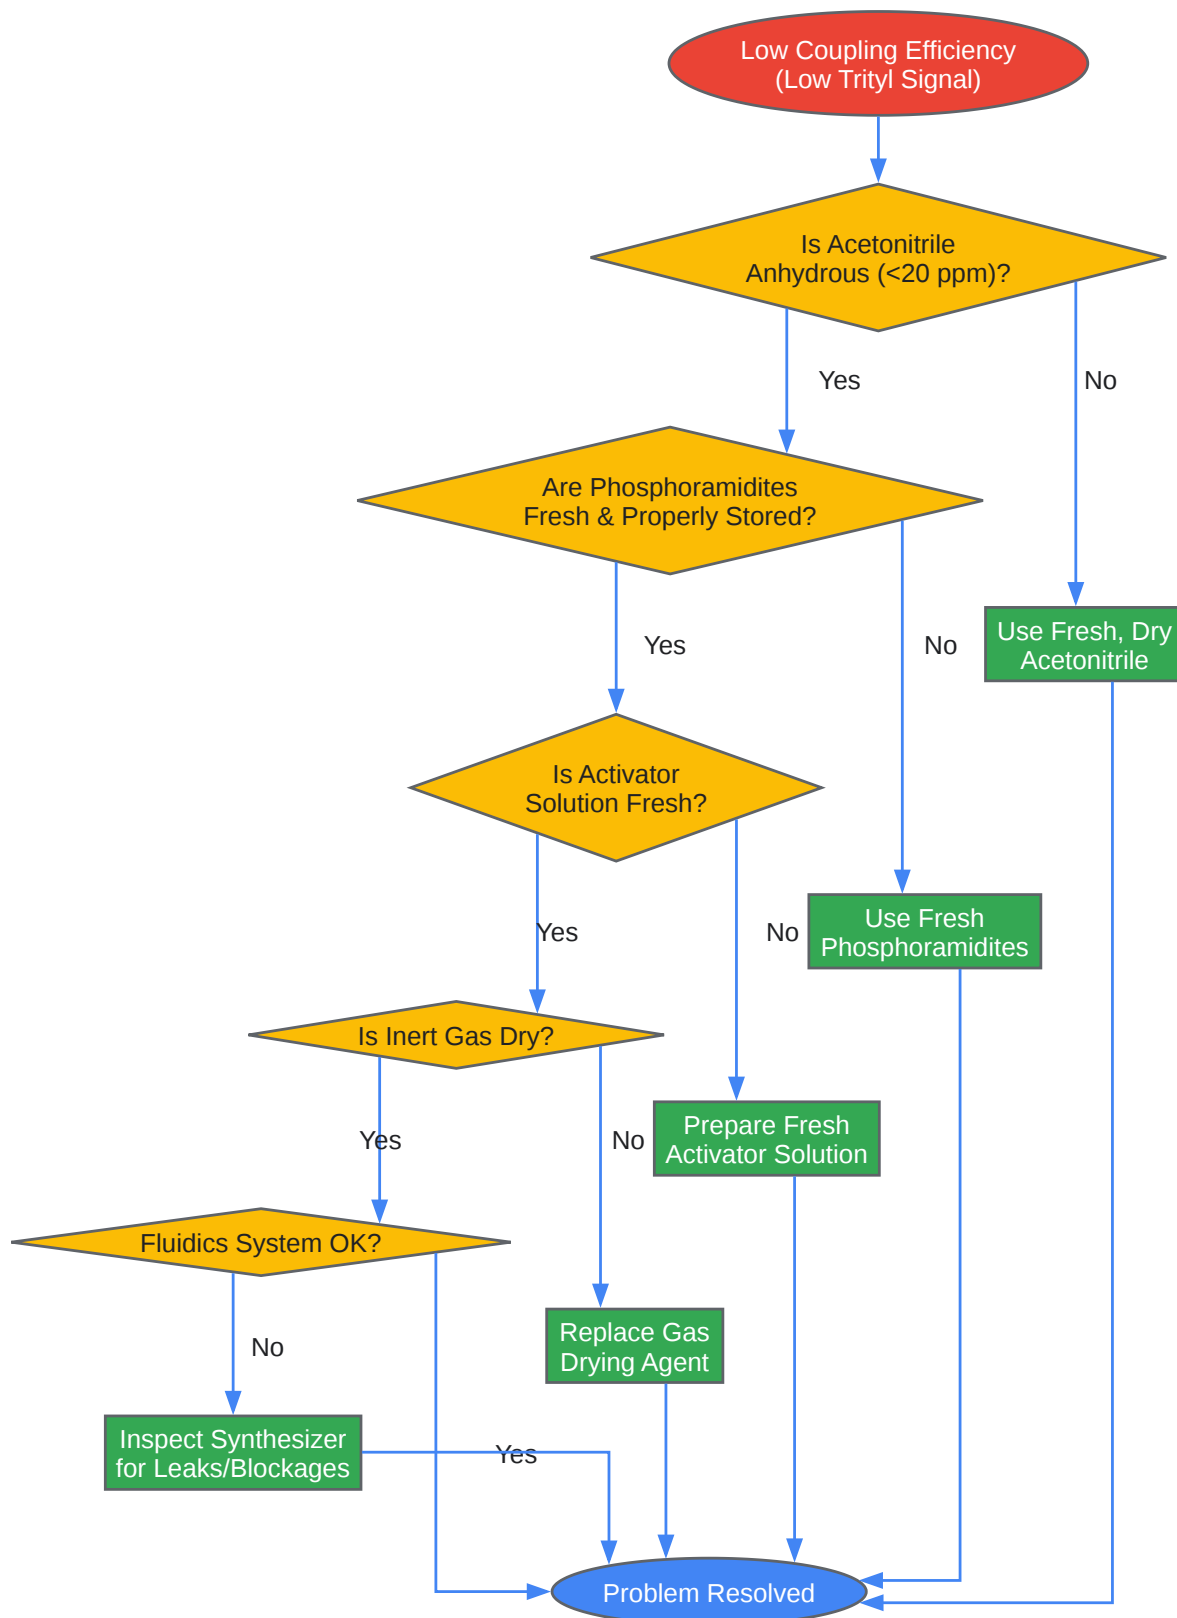 Low Coupling Efficiency
(Low Trityl Signal)
Is Acetonitrile
Anhydrous (<20 ppm)?
Yes
No
Are Phosphoramidites
Fresh & Properly Stored?
Use Fresh, Dry
Acetonitrile
Yes
No
Is Activator
Solution Fresh?
Use Fresh
Phosphoramidites
Yes
No
Is Inert Gas Dry?
Prepare Fresh
Activator Solution
Yes
No
Fluidics System OK?
Replace Gas
Drying Agent
No
Inspect Synthesizer
for Leaks/Blockages
Yes
Problem Resolved